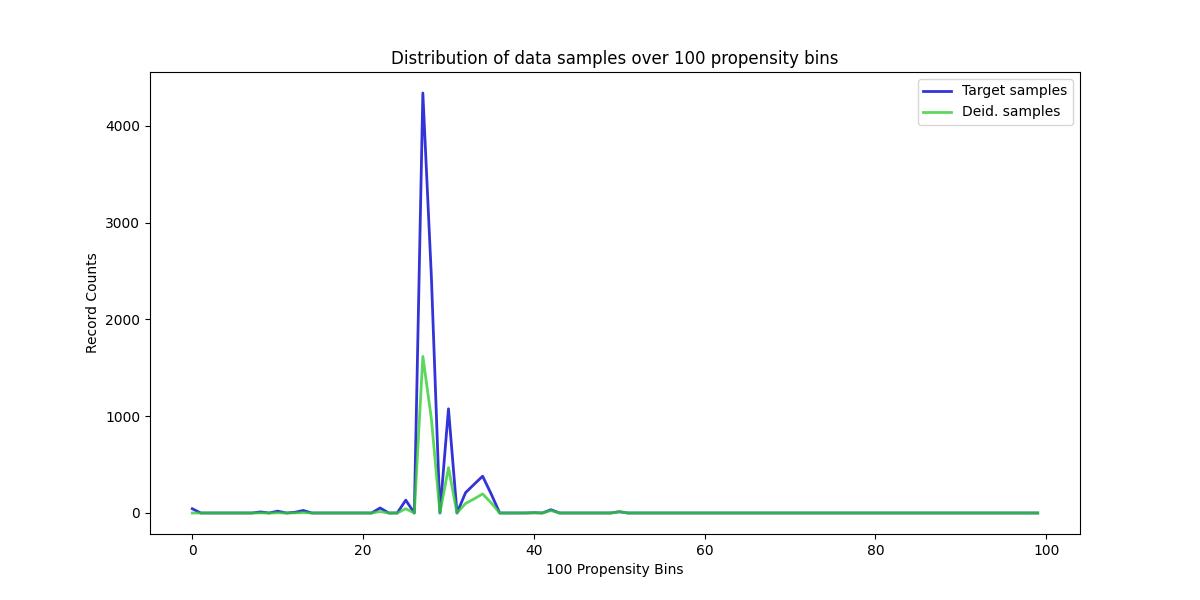 Distribution of data samples over 100 propensity bins
Target samples
Deid. samples
4000
3000
2000
1000
0
Record Counts
0 20 40 60 80 100
100 Propensity Bins